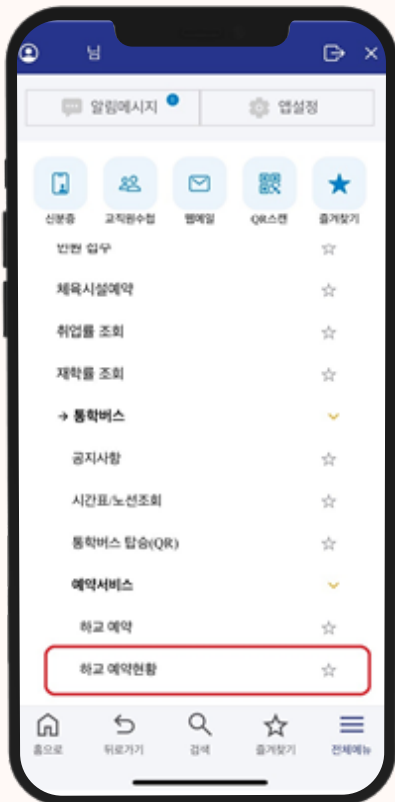 님
알림메시지
앱설정
신분증 교직원수첩 웹메일 QR스캔 즐겨찾기
체육시설예약
취업률 조회
재학률 조회
→ 통학버스
공지사항
시간표/노선조회
통학버스 탑승(QR)
예약서비스
하교 예약
하교 예약현황
홈으로 뒤로가기 검색 즐겨찾기 전체메뉴